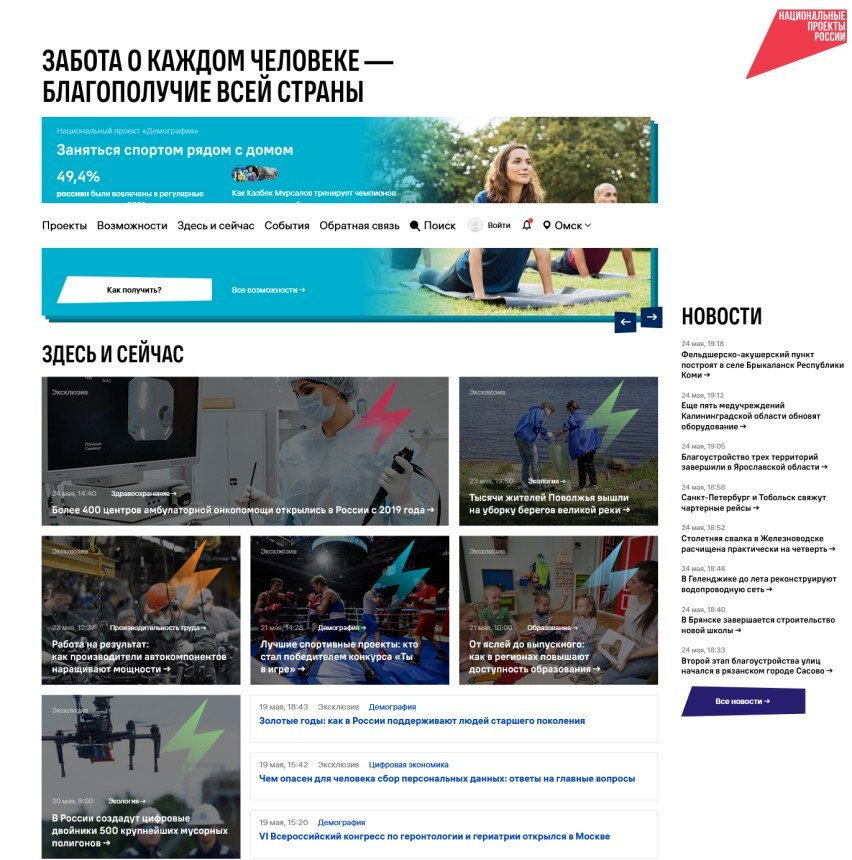 НАЦИОНАЛЬНЫЕ
ПРОЕКТЫ
РОССИИ
ЗАБОТА О КАЖДОМ ЧЕЛОВЕКЕ —
БЛАГОПОЛУЧИЕ ВСЕЙ СТРАНЫ
Национальный проект «Демография»
Заняться спортом рядом с домом
49,4%
россиян были вовлечены в регулярные
Как Казбек Мурсалов тренирует чемпионов
Проекты Возможности Здесь и сейчас События Обратная связь Поиск Войти Омск
Как получить?
Все возможности →
← →
ЗДЕСЬ И СЕЙЧАС
Эксклюзив
24 мая, 14:40 Здравоохранение →
Более 400 центров амбулаторной онкопомощи открылись в России с 2019 года →
Эксклюзив
23 мая, 19:50 Экология →
Тысячи жителей Поволжья вышли
на уборку берегов великой реки →
Эксклюзив
23 мая, 12:37 Производительность труда →
Работа на результат:
как производители автокомпонентов
наращивают мощности →
Эксклюзив
21 мая, 14:28 Демография →
Лучшие спортивные проекты: кто
стал победителем конкурса «Ты
в игре» →
Эксклюзив
21 мая, 10:00 Образование →
От яслей до выпускного:
как в регионах повышают
доступность образования →
Эксклюзив
20 мая, 9:00 Экология →
В России создадут цифровые
двойники 500 крупнейших мусорных
полигонов →
19 мая, 18:43 Эксклюзив Демография
Золотые годы: как в России поддерживают людей старшего поколения
19 мая, 15:42 Эксклюзив Цифровая экономика
Чем опасен для человека сбор персональных данных: ответы на главные вопросы
19 мая, 15:20 Демография
VI Всероссийский конгресс по геронтологии и гериатрии открылся в Москве
НОВОСТИ
24 мая, 19:18
Фельдшерско-акушерский пункт
построят в селе Брыкаланск Республики
Коми →
24 мая, 19:12
Еще пять медучреждений
Калининградской области обновят
оборудование →
24 мая, 19:05
Благоустройство трех территорий
завершили в Ярославской области →
24 мая, 18:58
Санкт-Петербург и Тобольск свяжут
чартерные рейсы →
24 мая, 18:52
Столетняя свалка в Железноводске
расчищена практически на четверть →
24 мая, 18:46
В Геленджике до лета реконструируют
водопроводную сеть →
24 мая, 18:40
В Брянске завершается строительство
новой школы →
24 мая, 18:33
Второй этап благоустройства улиц
начался в рязанском городе Сасово →
Все новости →